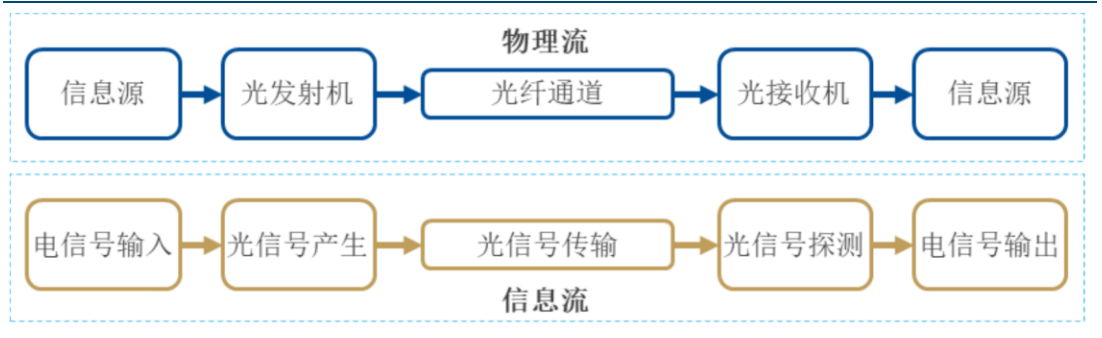 物理流
信息源
光发射机
光纤通道
光接收机
信息源
电信号输入
光信号产生
光信号传输
光信号探测
电信号输出
信息流